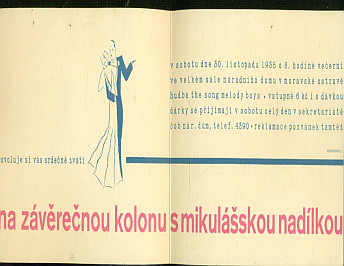 v sobotu dne 30. listopadu 1935 o 8. hodině večerní
ve velkém sále národního domu v moravské ostravě
hudba the song melody boys . vstupné 6 kč i s dávkou
dárky se přijímají v sobotu celý den v sekretariátě
čob nár. dům, telef. 4390 . reklamace pozvánek tamtéž
dovoluje si vás srdečně zváti
na závěrečnou kolonu s mikulášskou nadílkou